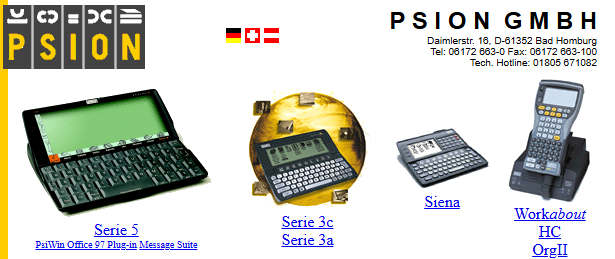 PSION
PSION GMBH
Daimlerstr. 16, D-61352 Bad Homburg
Tel: 06172 663-0 Fax: 06172 663-100
Tech. Hotline: 01805 671082
Serie 5
PsiWin Office 97 Plug-in Message Suite
Serie 3c
Serie 3a
Siena
Workabout
HC
OrgII